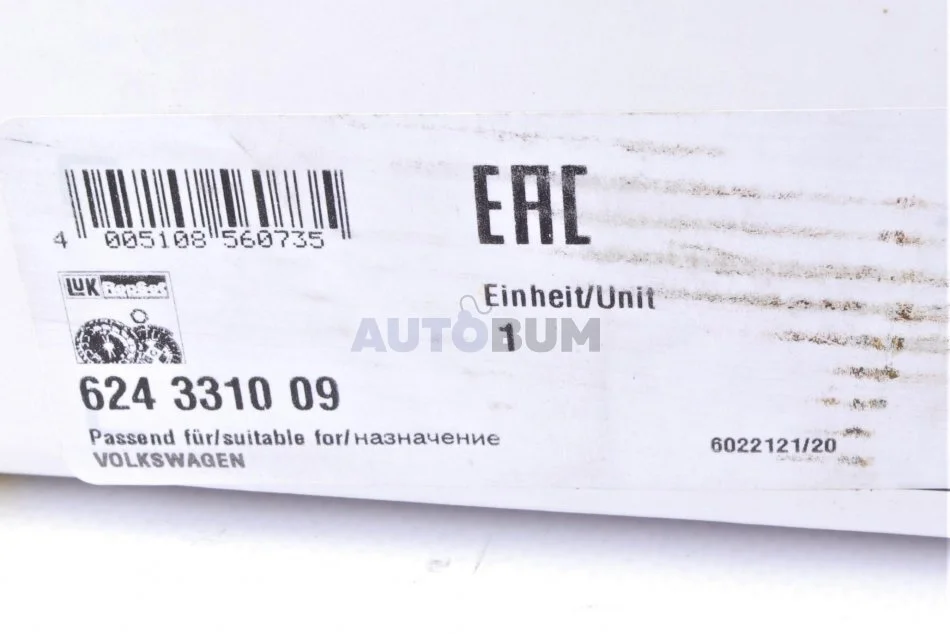 EAC
4 005108 560735
LUK RepSet
Einheit/Unit
1
AUTOBUM
624 3310 09
Passend für/suitable for/назначение
VOLKSWAGEN
6022121/20